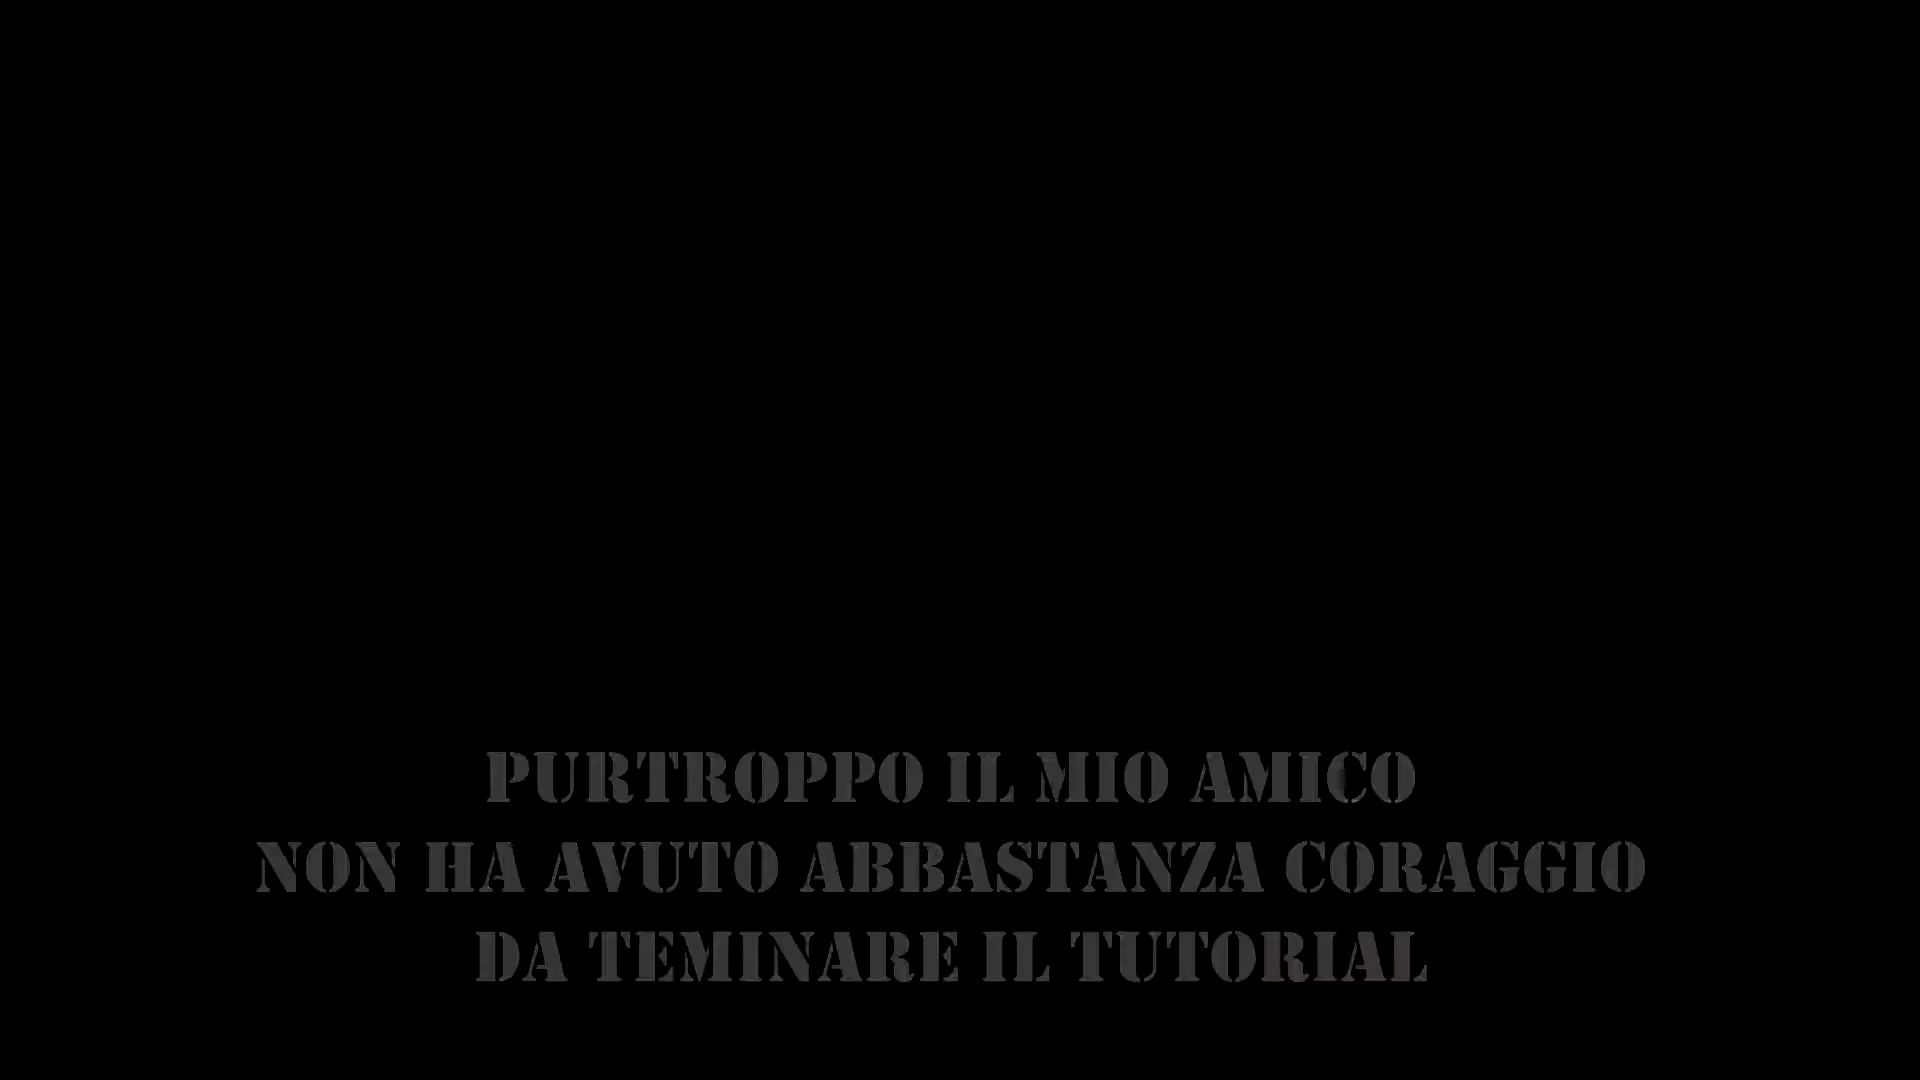 PURTROPPO IL MIO AMICO
NON HA AVUTO ABBASTANZA CORAGGIO
DA TEMINARE IL TUTORIAL